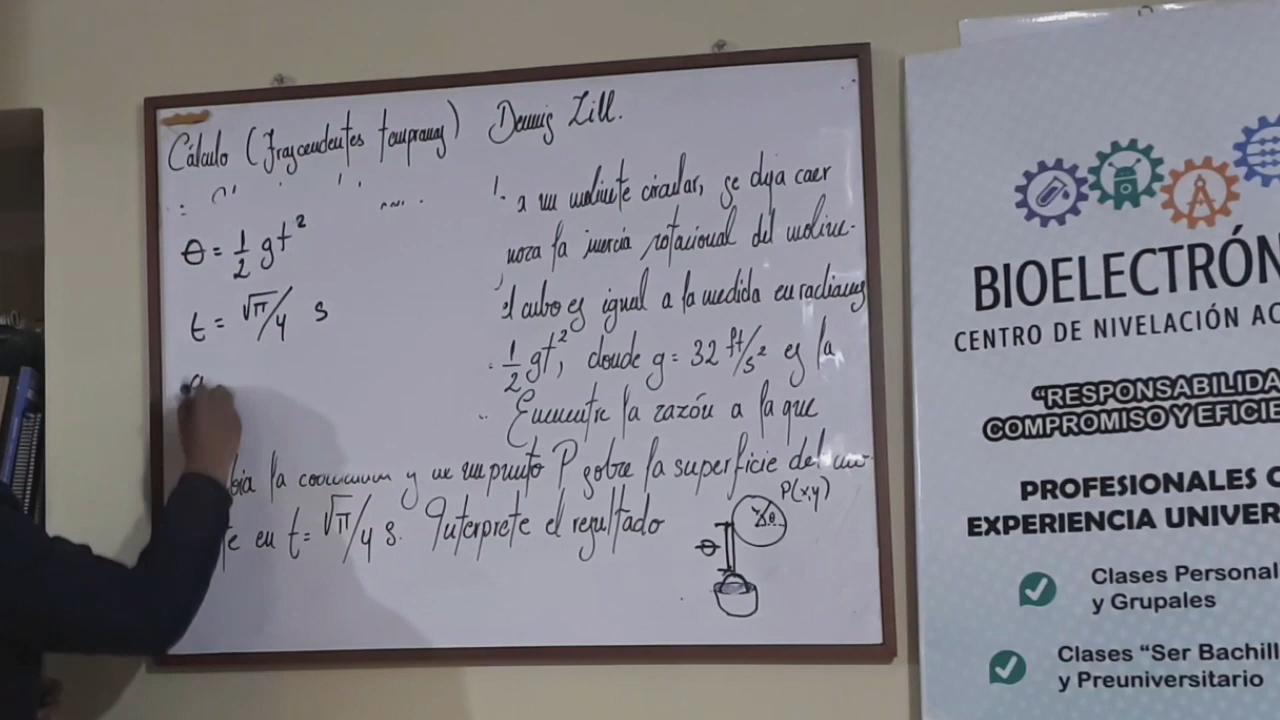 Cálculo (Trascendentes tempranas) Dennis Zill.
a un molinete circular, se deja caer
θ = 1/2 gt²
nora la inercia rotacional del moline-
t = √π/4 s
el cubo es igual a la medida en radianes
1/2 gt², donde g = 32 ft/s² es la
Encuentre la razón a la que
bia la y un punto P sobre la superficie del
te en t = √π/4 s. Interprete el resultado
P(x,y)
θ
θ
BIOELECTRÓN
CENTRO DE NIVELACIÓN AC
“RESPONSABILIDA
COMPROMISO Y EFICIE
PROFESIONALES C
EXPERIENCIA UNIVER
Clases Personal
y Grupales
Clases “Ser Bachill
y Preuniversitario